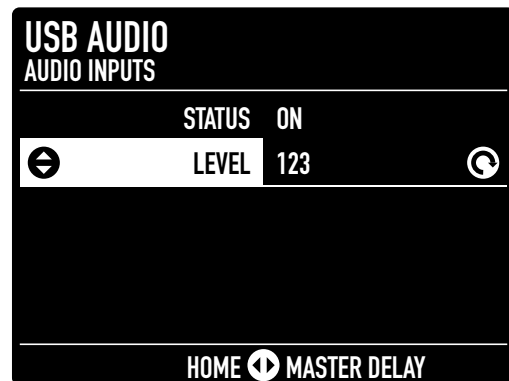 USB AUDIO
AUDIO INPUTS
STATUS ON
LEVEL 123
HOME MASTER DELAY